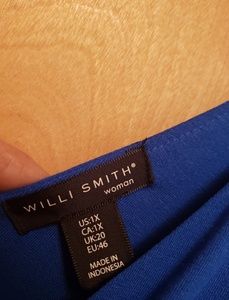 WILLI SMITH®
woman
US:1X
CA:1X
UK:20
EU:46
MADE IN
INDONESIA